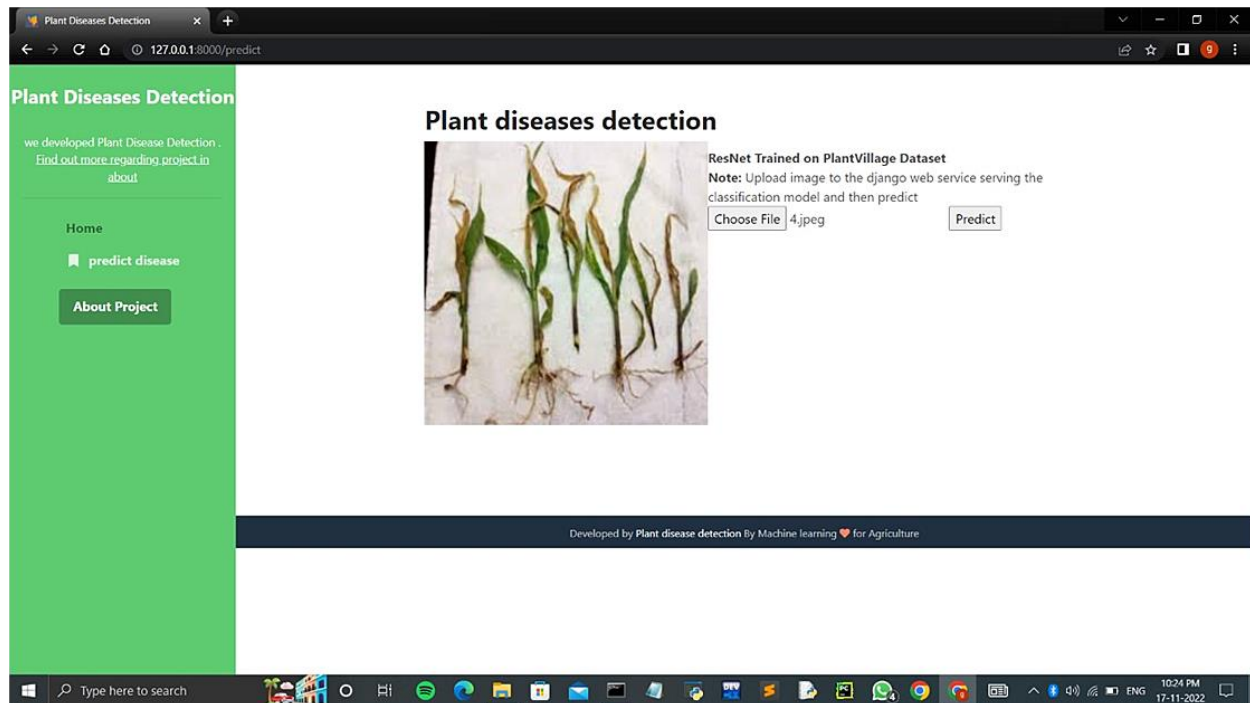 Plant Diseases Detection
127.0.0.1:8000/predict
g
Plant Diseases Detection
we developed Plant Disease Detection .
Find out more regarding project in
about
Home
predict disease
About Project
Plant diseases detection
ResNet Trained on PlantVillage Dataset
Note: Upload image to the django web service serving the
classification model and then predict
Choose File 4.jpeg Predict
Developed by Plant disease detection By Machine learning 🧡 for Agriculture
Type here to search
DEV
PC
4
ENG
10:24 PM
17-11-2022